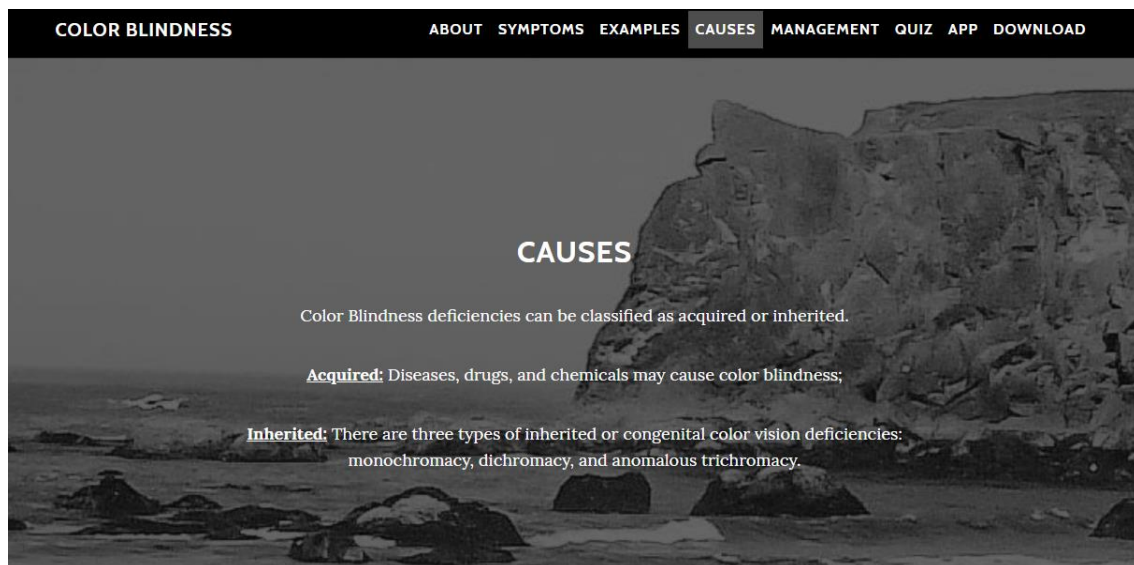 COLOR BLINDNESS
ABOUT SYMPTOMS EXAMPLES CAUSES MANAGEMENT QUIZ APP DOWNLOAD
CAUSES
Color Blindness deficiencies can be classified as acquired or inherited.
Acquired: Diseases, drugs, and chemicals may cause color blindness;
Inherited: There are three types of inherited or congenital color vision deficiencies:
monochromacy, dichromacy, and anomalous trichromacy.